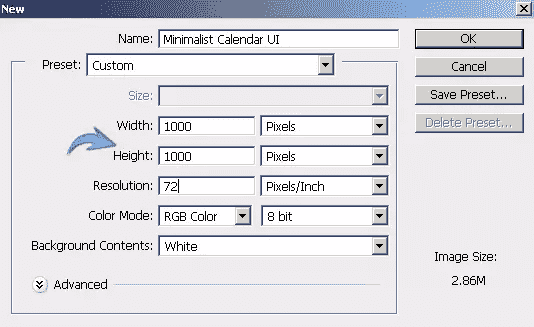 New
Name: Minimalist Calendar UI
OK
Preset: Custom
Cancel
Size:
Save Preset...
Width: 1000 Pixels
Delete Preset...
Height: 1000 Pixels
Resolution: 72 Pixels/Inch
Color Mode: RGB Color 8 bit
Background Contents: White
Image Size:
2.86M
Advanced